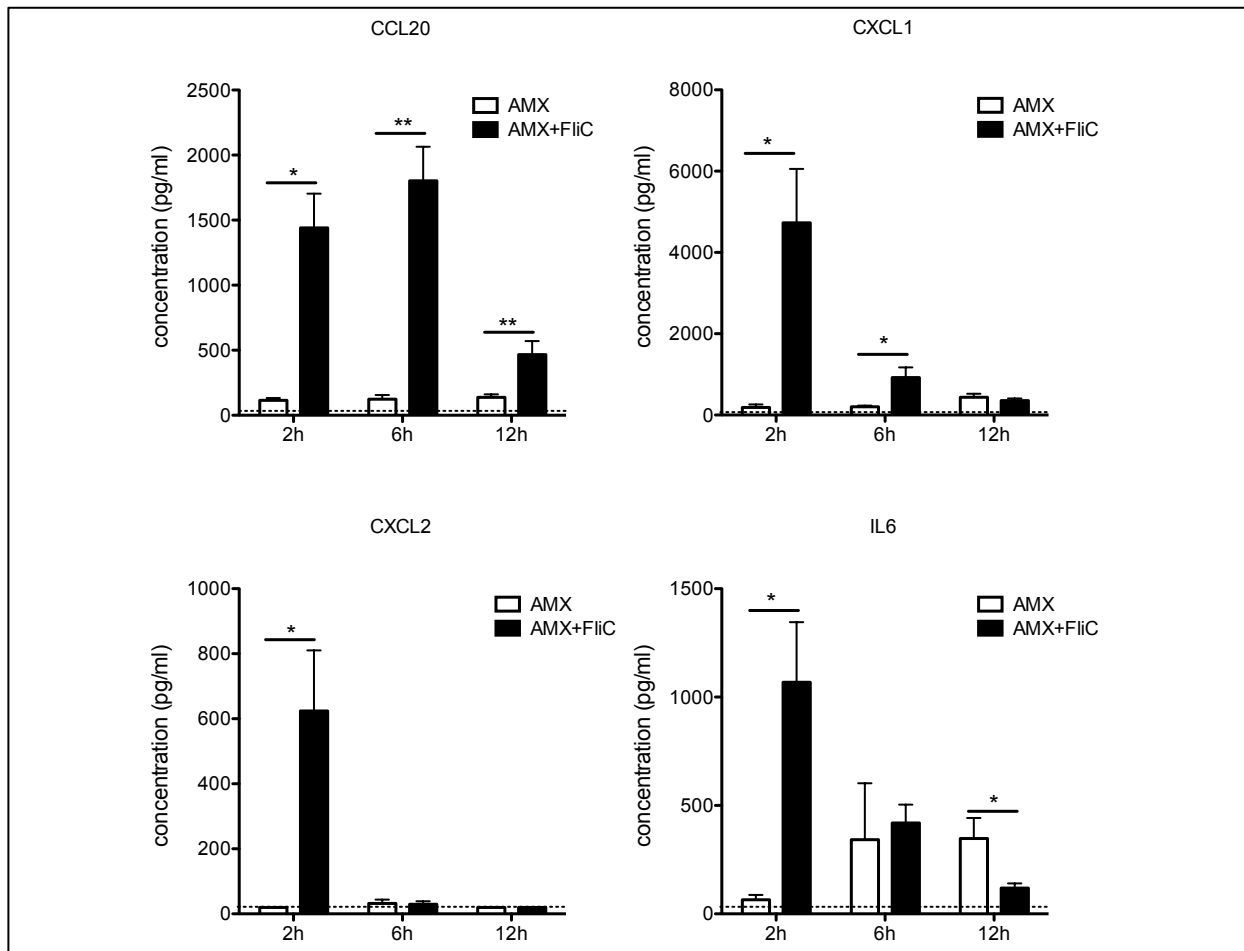 CCL20
2500
2000
1500
1000
500
0
concentration (pg/ml)
AMX
AMX+FliC
*
**
**
2h 6h 12h
CXCL1
8000
6000
4000
2000
0
concentration (pg/ml)
AMX
AMX+FliC
*
*
2h 6h 12h
CXCL2
1000
800
600
400
200
0
concentration (pg/ml)
AMX
AMX+FliC
*
2h 6h 12h
IL6
1500
1000
500
0
concentration (pg/ml)
AMX
AMX+FliC
*
*
2h 6h 12h